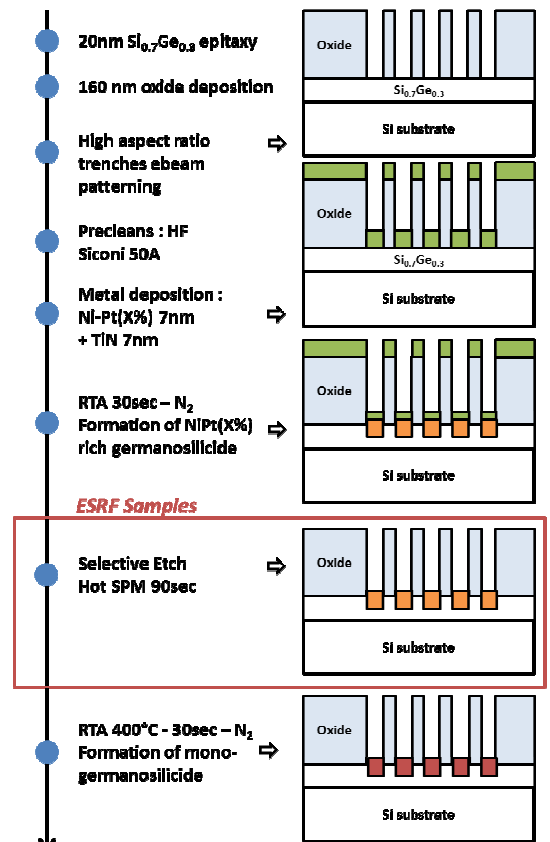 20nm Si0.7Ge0.3 epitaxy
160 nm oxide deposition
High aspect ratio
trenches ebeam
patterning
Oxide
Si0.7Ge0.3
Si substrate
Precleans : HF
Siconi 50A
Metal deposition :
Ni-Pt(X%) 7nm
+ TiN 7nm
Oxide
Si0.7Ge0.3
Si substrate
RTA 30sec – N2
Formation of NiPt(X%)
rich germanosilicide
Oxide
Si substrate
ESRF Samples
Selective Etch
Hot SPM 90sec
Oxide
Si substrate
RTA 400°C - 30sec – N2
Formation of mono-
germanosilicide
Oxide
Si substrate